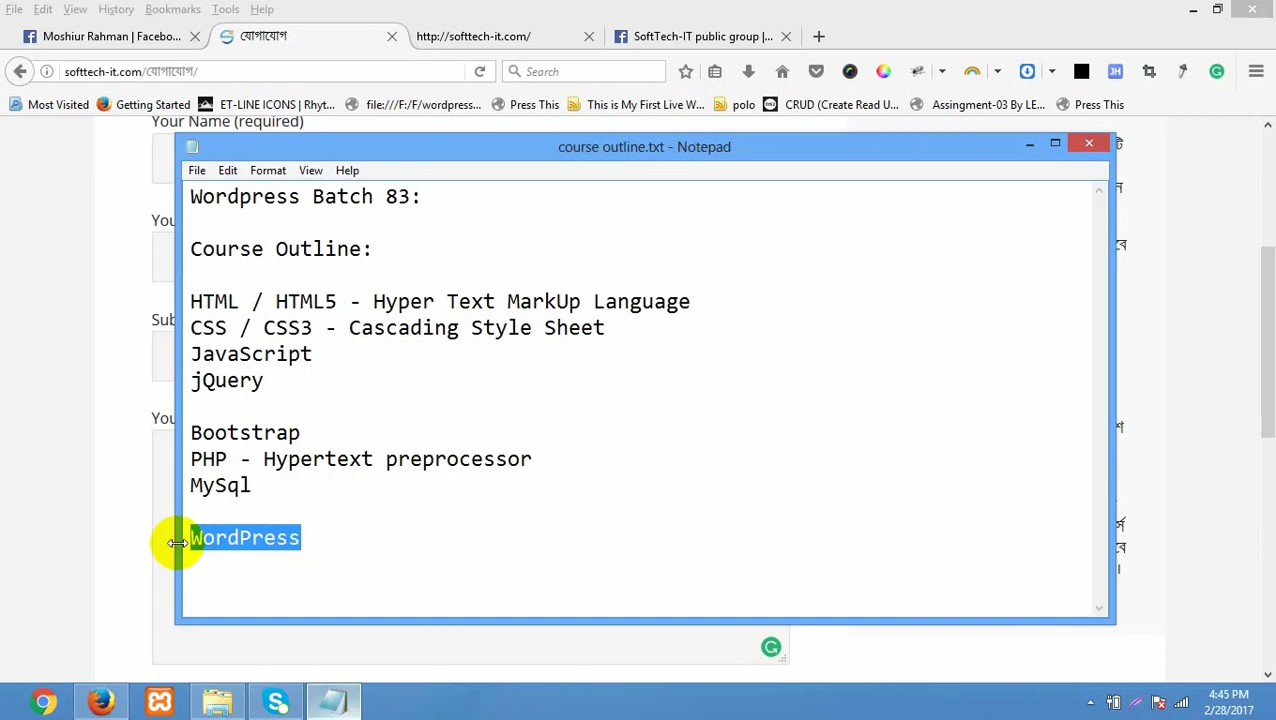 File Edit View History Bookmarks Tools Help
Moshiur Rahman | Facebo... যোগাযোগ http://softtech-it.com/ SoftTech-IT public group |...
softtech-it.com/যোগাযোগ/ Search
Most Visited Getting Started ET-LINE ICONS | Rhyt... file:///F:/F/wordpress... Press This This is My First Live W... polo CRUD (Create Read U... Assingment-03 By LE... Press This
Your Name (required)
course outline.txt - Notepad
File Edit Format View Help
Wordpress Batch 83:
You
Course Outline:
HTML / HTML5 - Hyper Text MarkUp Language
Sub
CSS / CSS3 - Cascading Style Sheet
JavaScript
jQuery
You
Bootstrap
PHP - Hypertext preprocessor
MySql
WordPress
4:45 PM
2/28/2017